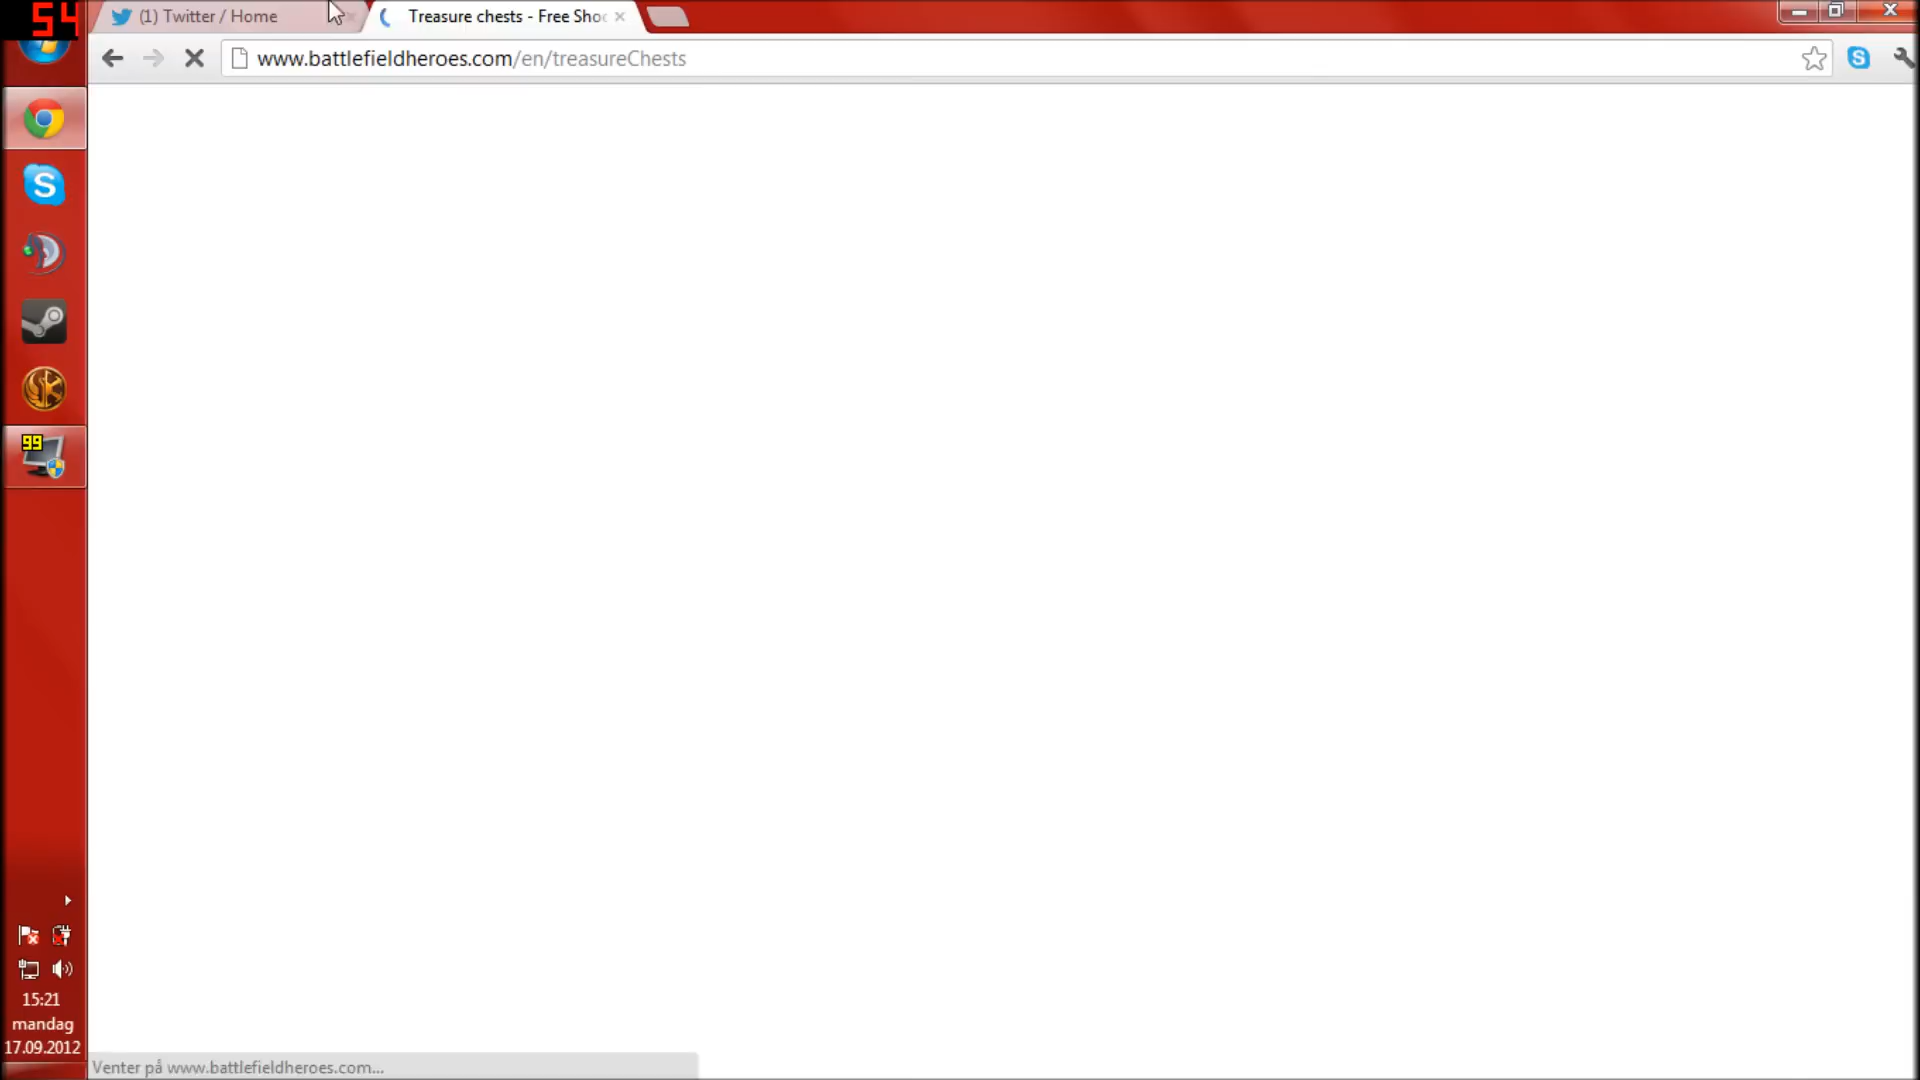 54
(1) Twitter / Home
Treasure chests - Free Shoo
www.battlefieldheroes.com/en/treasureChests
99
15:21
mandag
17.09.2012
Venter på www.battlefieldheroes.com...